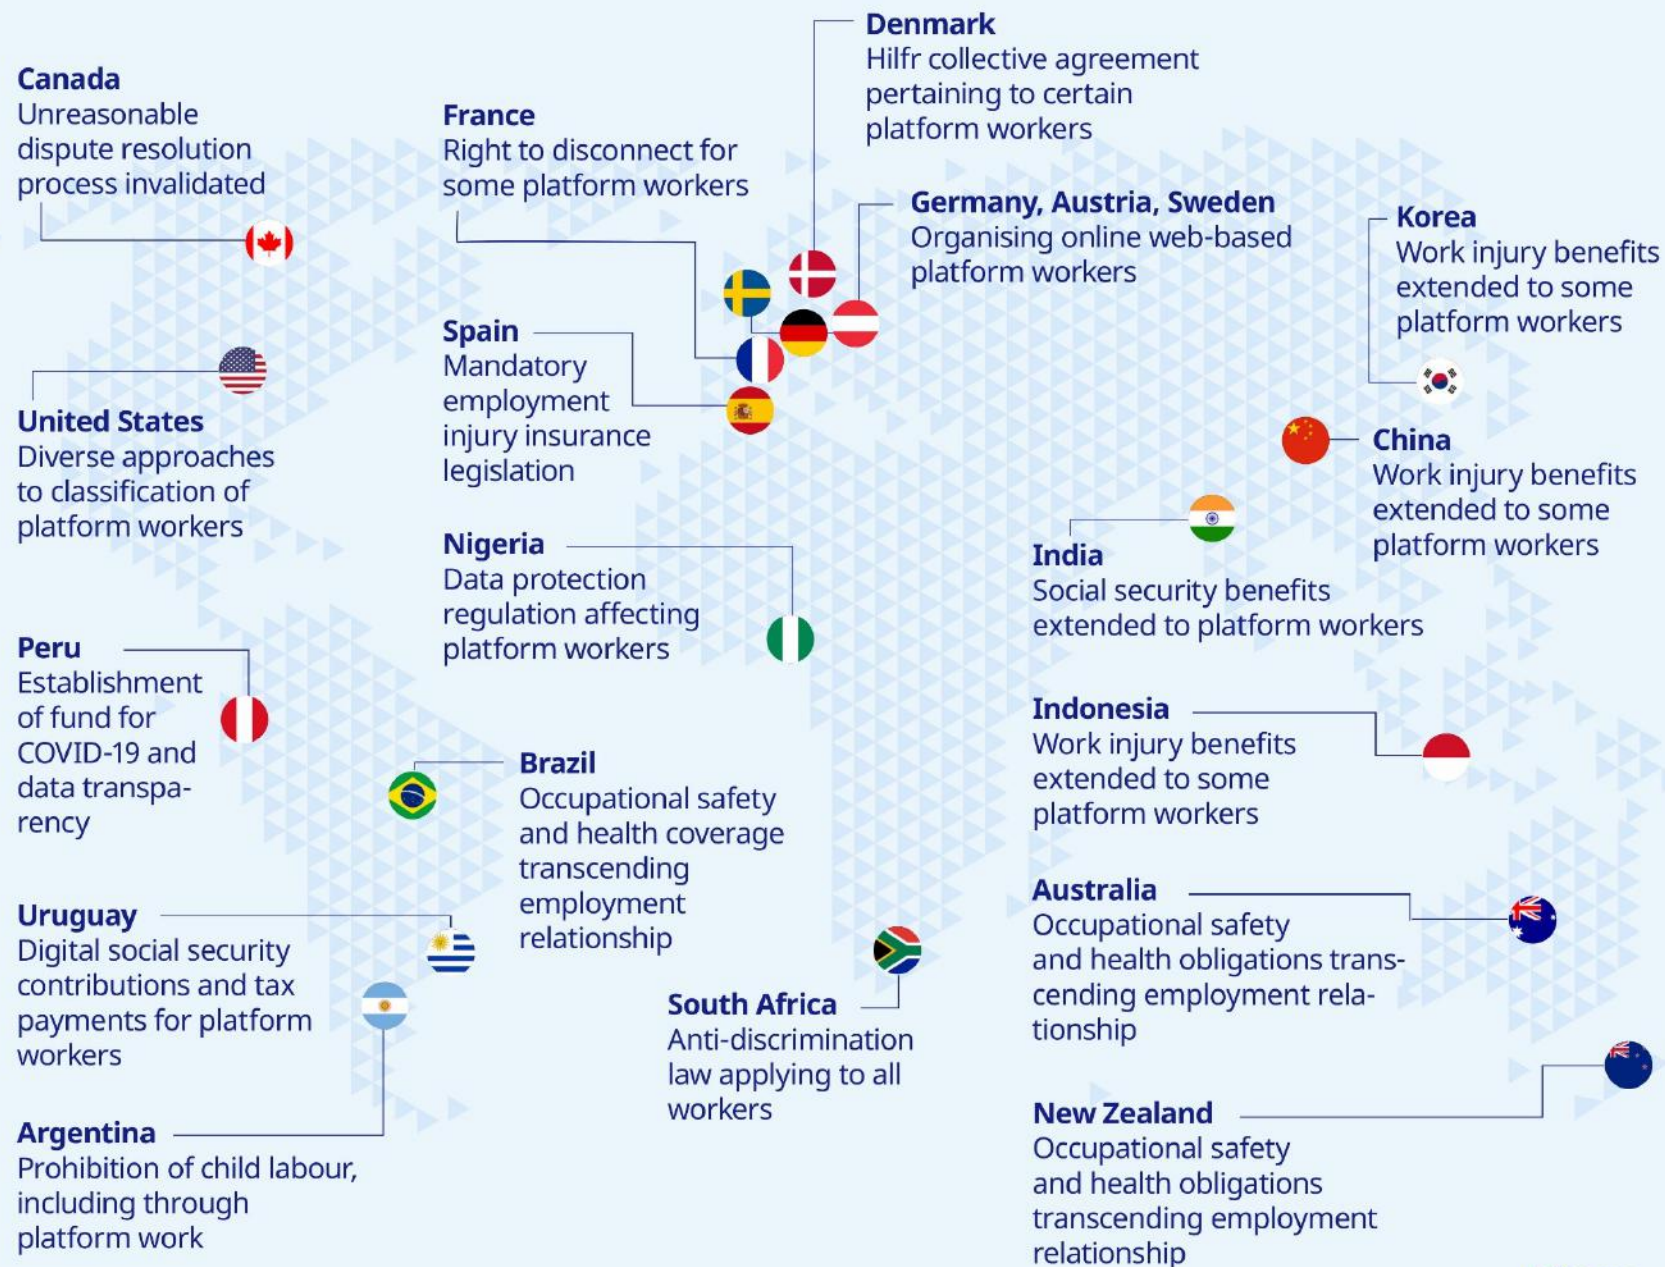 Canada
Unreasonable
dispute resolution
process invalidated
France
Right to disconnect for
some platform workers
Denmark
Hilfr collective agreement
pertaining to certain
platform workers
Germany, Austria, Sweden
Organising online web-based
platform workers
Korea
Work injury benefits
extended to some
platform workers
United States
Diverse approaches
to classification of
platform workers
Spain
Mandatory
employment
injury insurance
legislation
China
Work injury benefits
extended to some
platform workers
Nigeria
Data protection
regulation affecting
platform workers
India
Social security benefits
extended to platform workers
Peru
Establishment
of fund for
COVID-19 and
data transpa-
rency
Brazil
Occupational safety
and health coverage
transcending
employment
relationship
Indonesia
Work injury benefits
extended to some
platform workers
Uruguay
Digital social security
contributions and tax
payments for platform
workers
South Africa
Anti-discrimination
law applying to all
workers
Australia
Occupational safety
and health obligations trans-
cending employment rela-
tionship
Argentina
Prohibition of child labour,
including through
platform work
New Zealand
Occupational safety
and health obligations
transcending employment
relationship